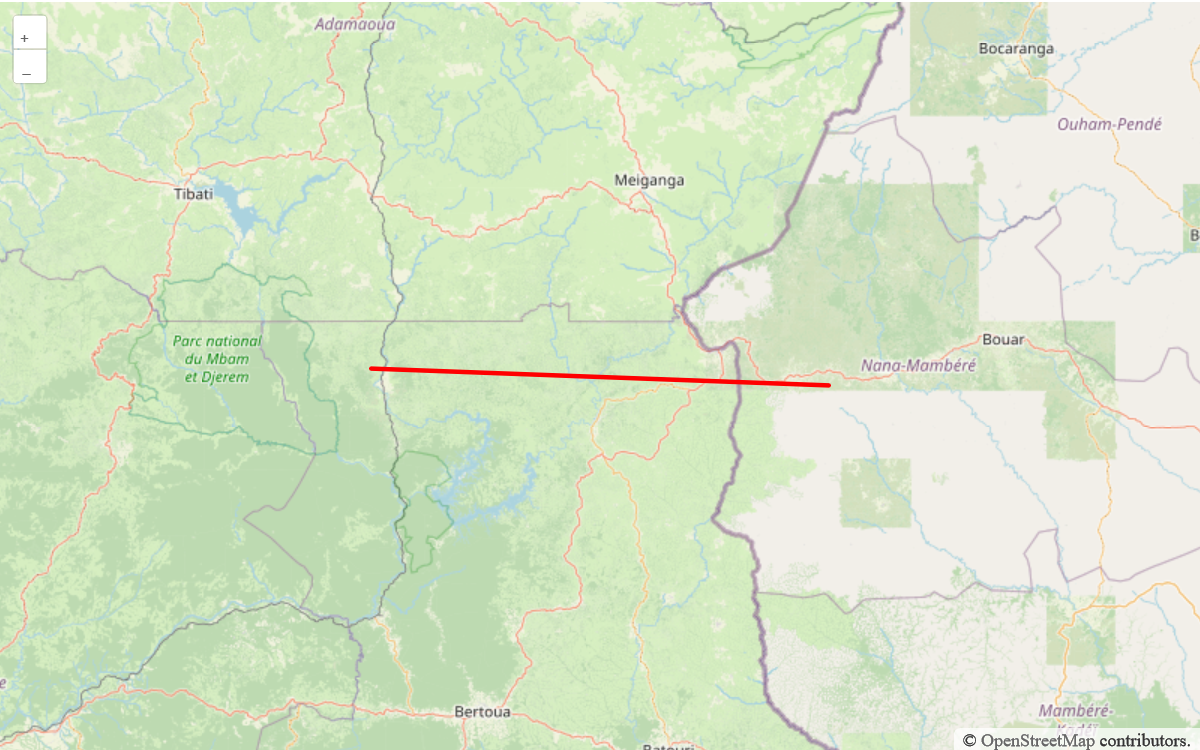 +
–
Adamaoua
Bocaranga
Ouham-Pendé
Tibati
Meiganga
B
Parc national
du Mbam
et Djerem
Bouar
Nana-Mambéré
e
Bertoua
Mambéré-
Kadéï
Batouri
© OpenStreetMap contributors.